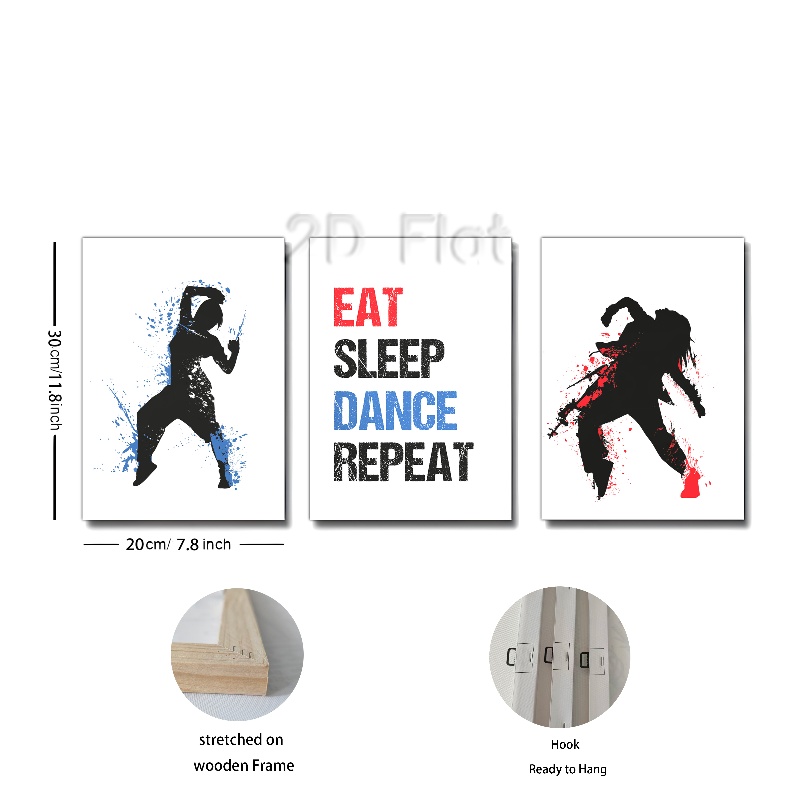 2D Flat
EAT
SLEEP
DANCE
REPEAT
30cm/11.8inch
20cm/ 7.8 inch
stretched on
wooden Frame
Hook
Ready to Hang